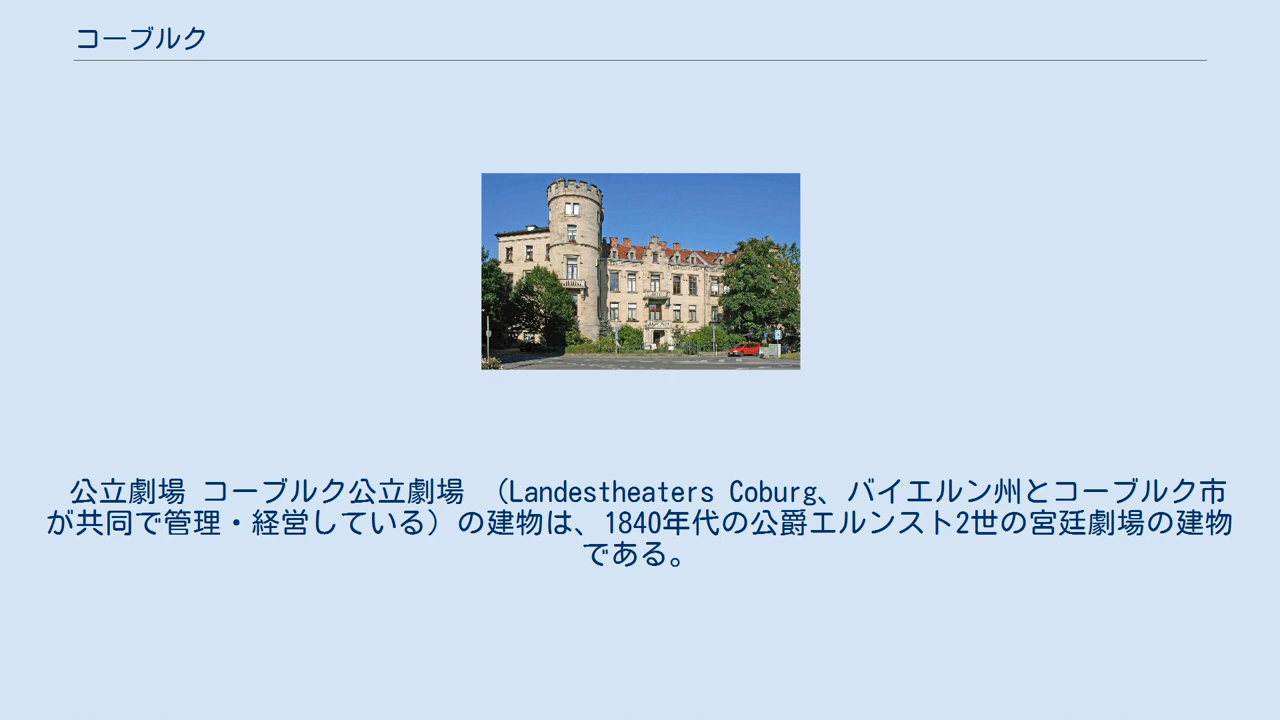 コーブルク
公立劇場 コーブルク公立劇場 （Landestheaters Coburg、バイエルン州とコーブルク市
が共同で管理・経営している）の建物は、1840年代の公爵エルンスト2世の宮廷劇場の建物
である。